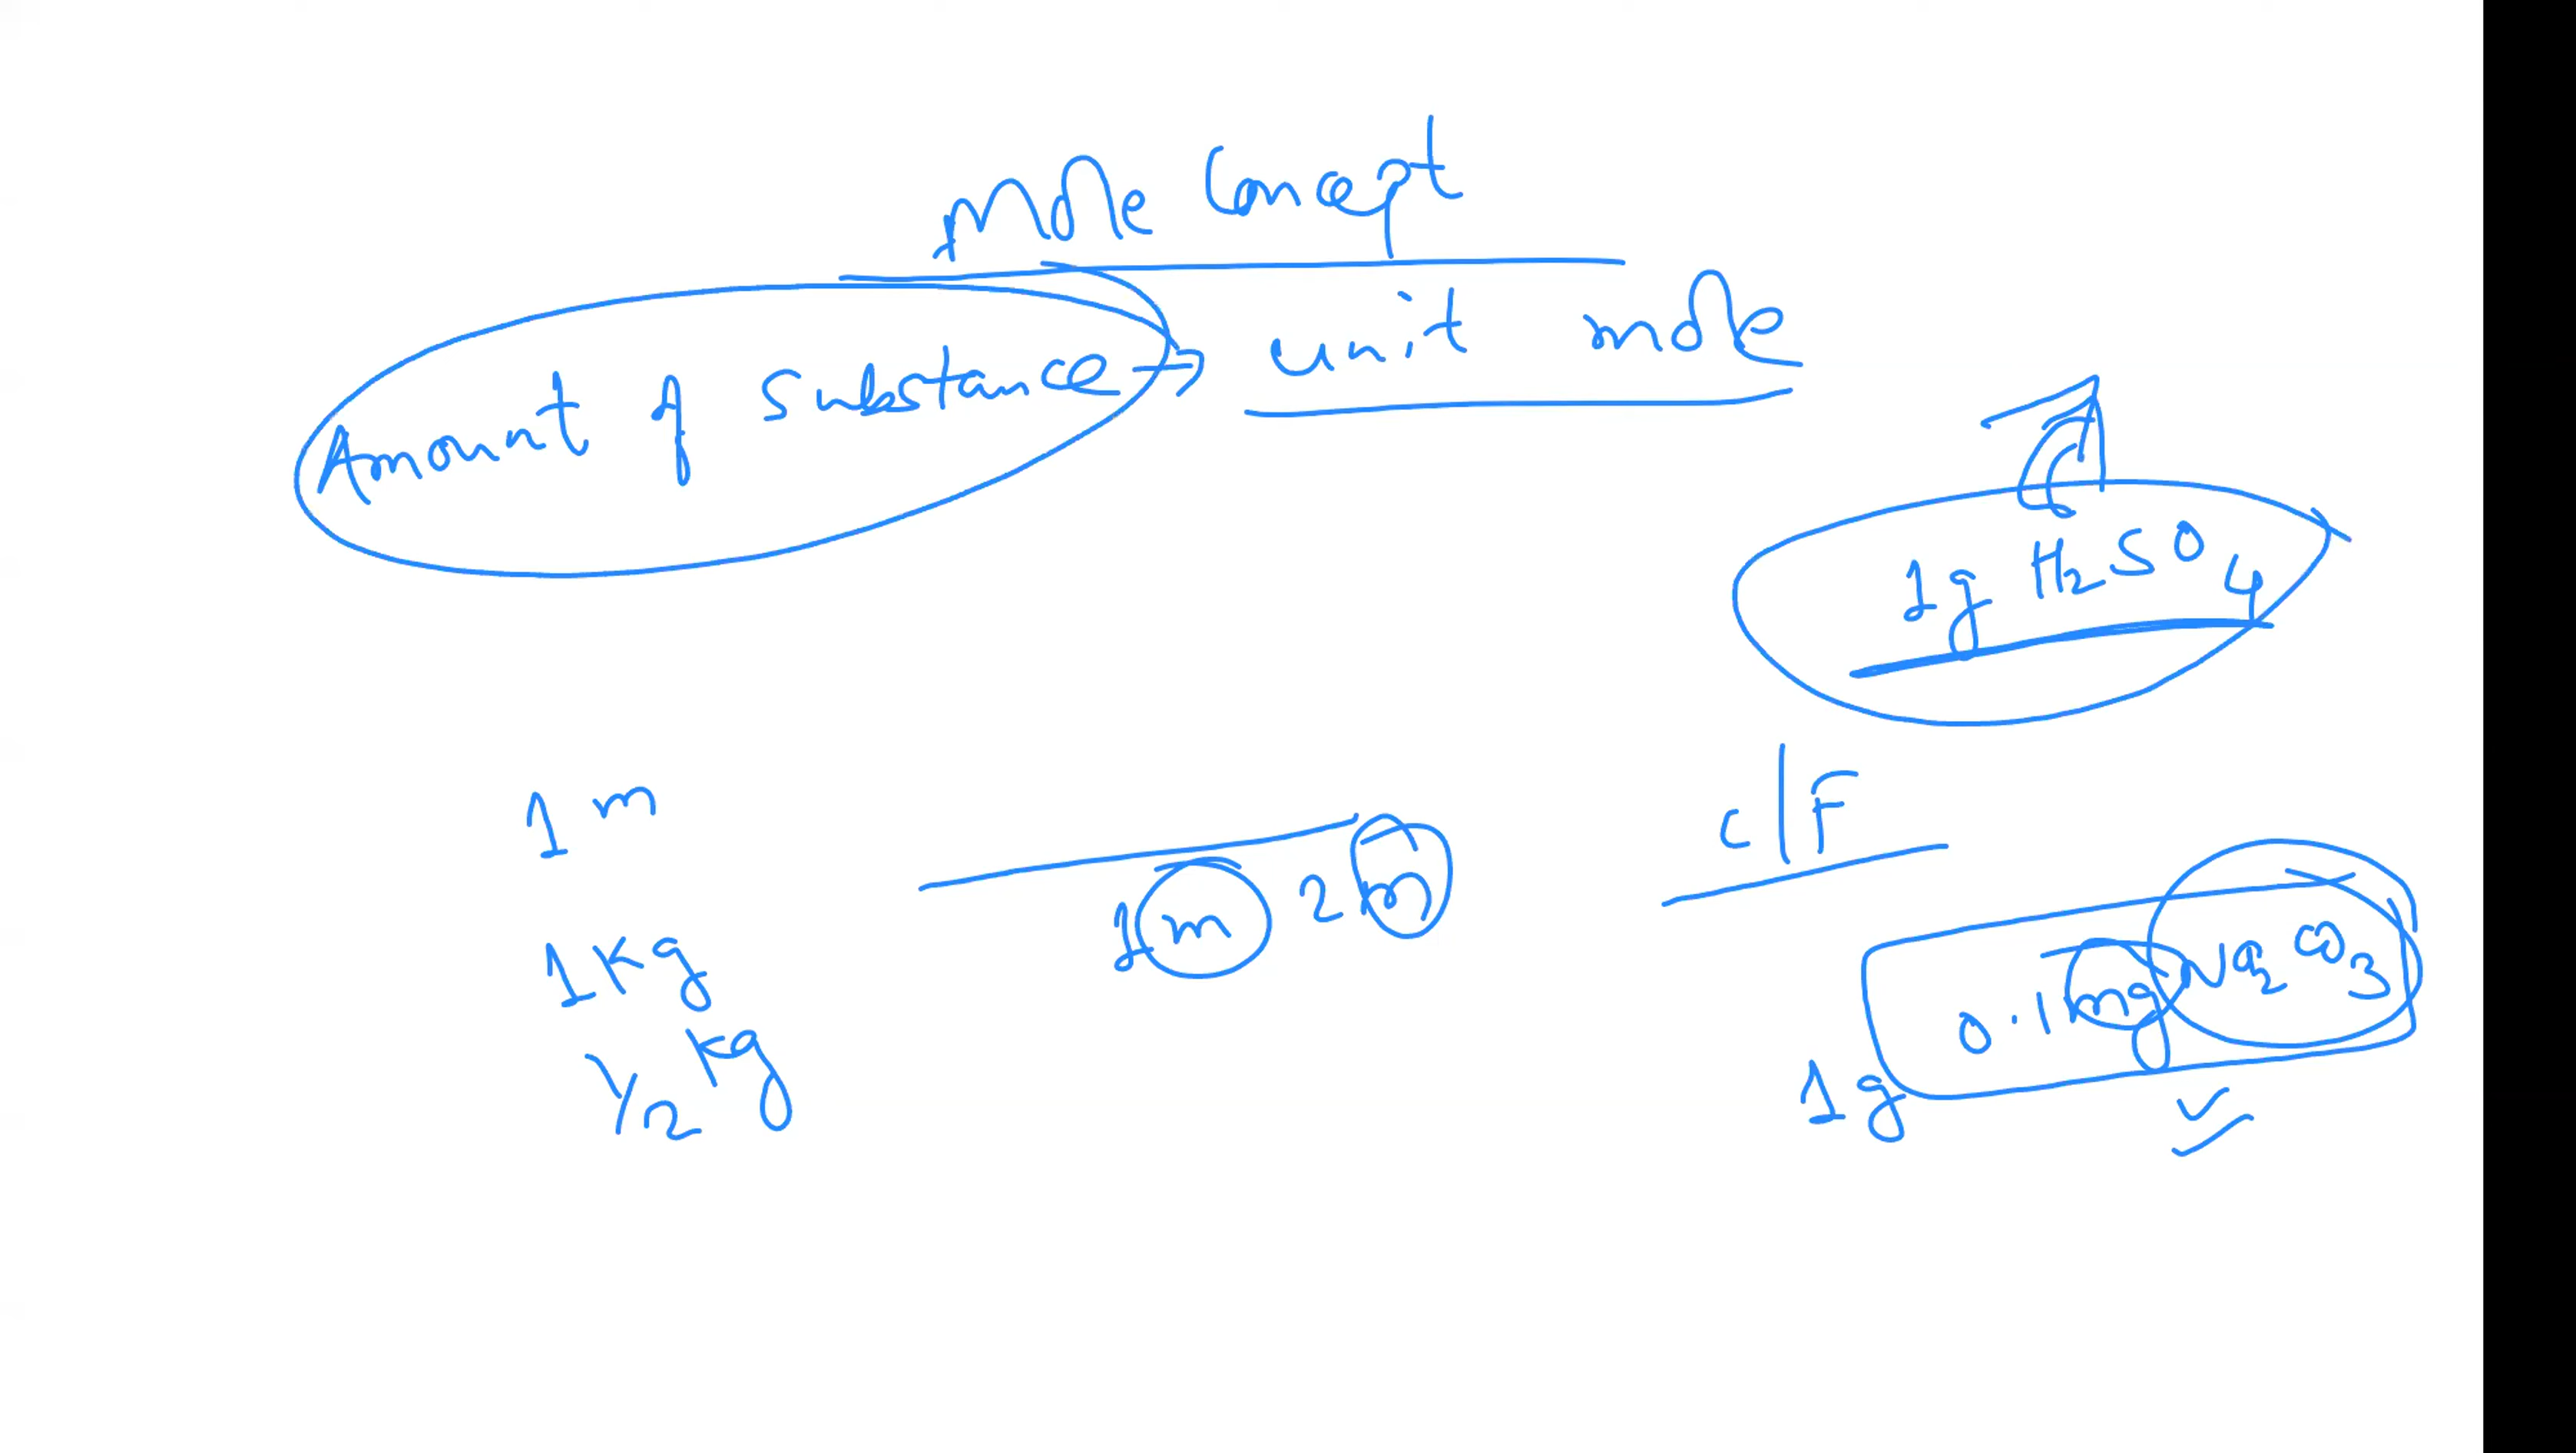 Mole Concept
Amount of substance → unit mole
1g H₂SO₄
1 m
1m 2m
C/F
1 Kg
0.1mg Na₂CO₃
1/2 Kg
1g